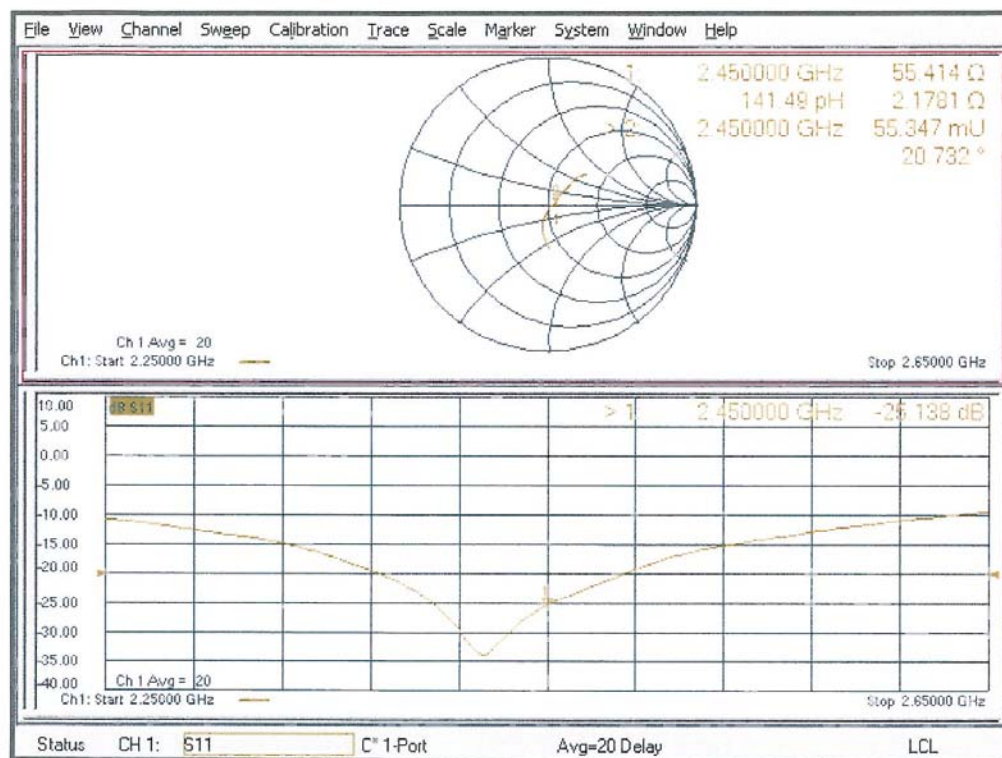 File View Channel Sweep Calibration Trace Scale Marker System Window Help
1 2.450000 GHz 55.414 Ω
141.49 pH 2.1781 Ω
> 2 2.450000 GHz 55.347 mU
20.732 °
Ch 1 Avg = 20
Ch1: Start 2.25000 GHz Stop 2.65000 GHz
10.00 dB S11 > 1 2.450000 GHz -25.138 dB
5.00
0.00
-5.00
-10.00
-15.00
-20.00
-25.00
-30.00
-35.00
-40.00 Ch 1 Avg = 20
Ch1: Start 2.25000 GHz Stop 2.65000 GHz
Status CH 1: S11 C* 1-Port Avg=20 Delay LCL